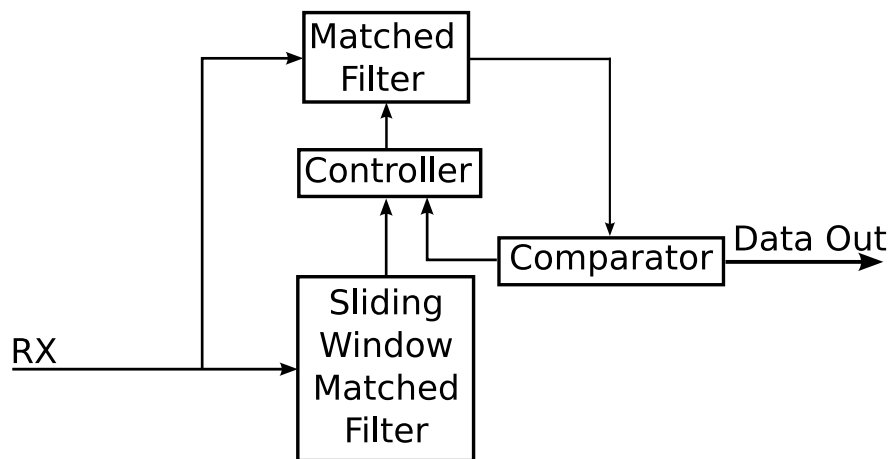 Matched
Filter
Controller
Data Out
Comparator
Sliding
Window
Matched
Filter
RX